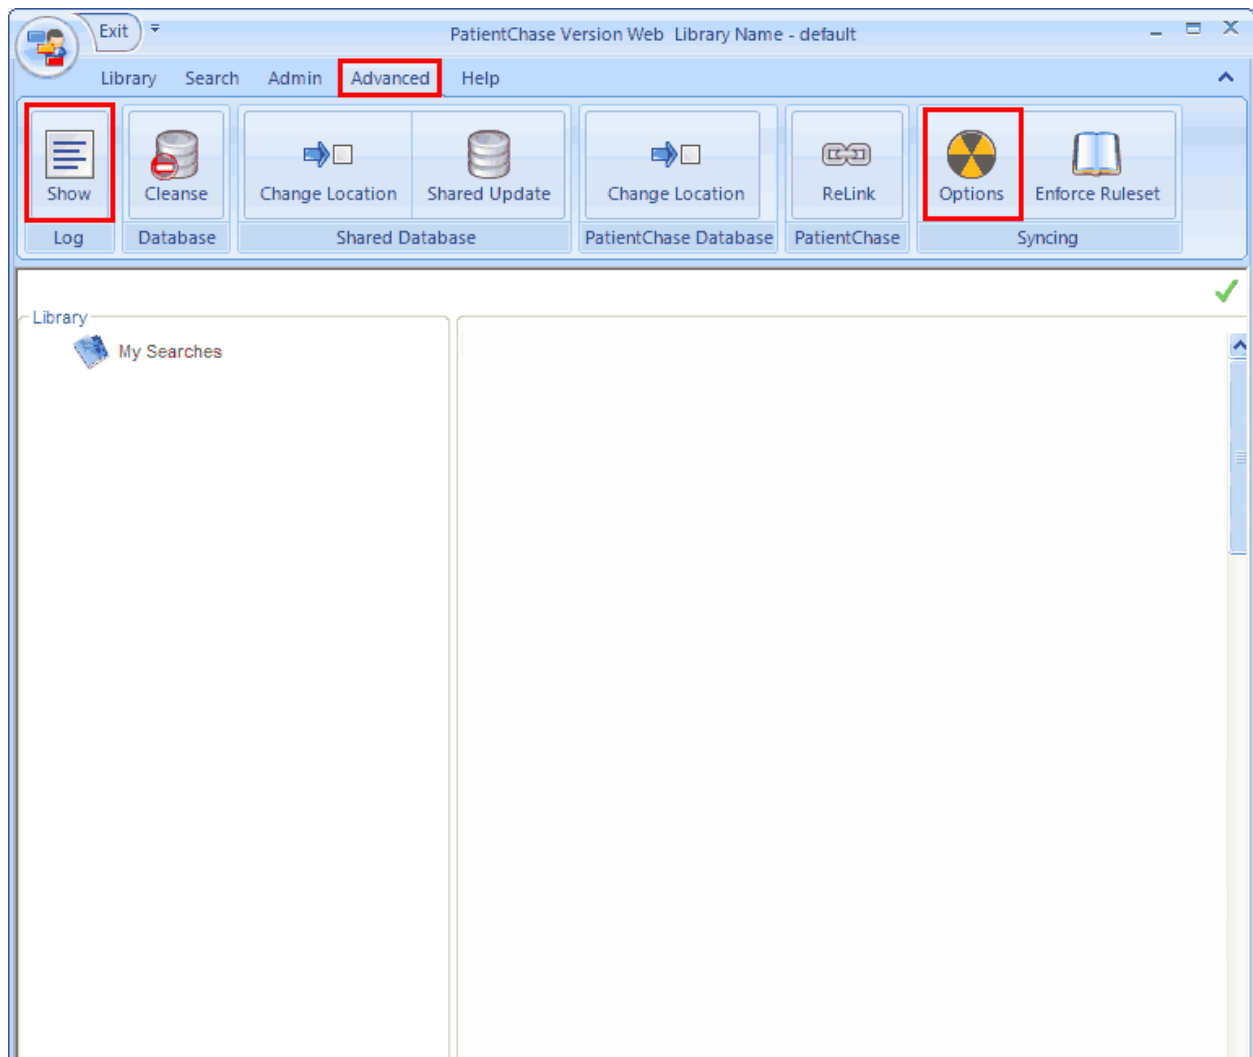 Exit
PatientChase Version Web Library Name - default
Library Search Admin Advanced Help
Show Cleanse Change Location Shared Update Change Location ReLink Options Enforce Ruleset
Log Database Shared Database PatientChase Database PatientChase Syncing
Library
My Searches